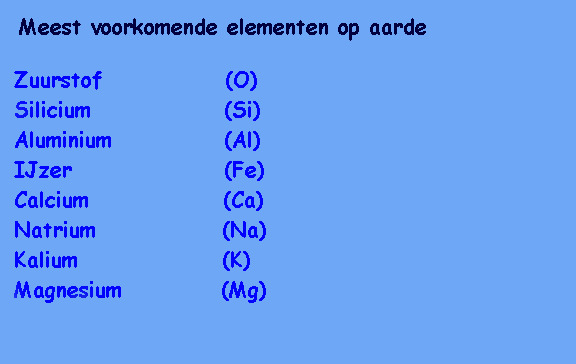 Meest voorkomende elementen op aarde
Zuurstof (O)
Silicium (Si)
Aluminium (Al)
IJzer (Fe)
Calcium (Ca)
Natrium (Na)
Kalium (K)
Magnesium (Mg)